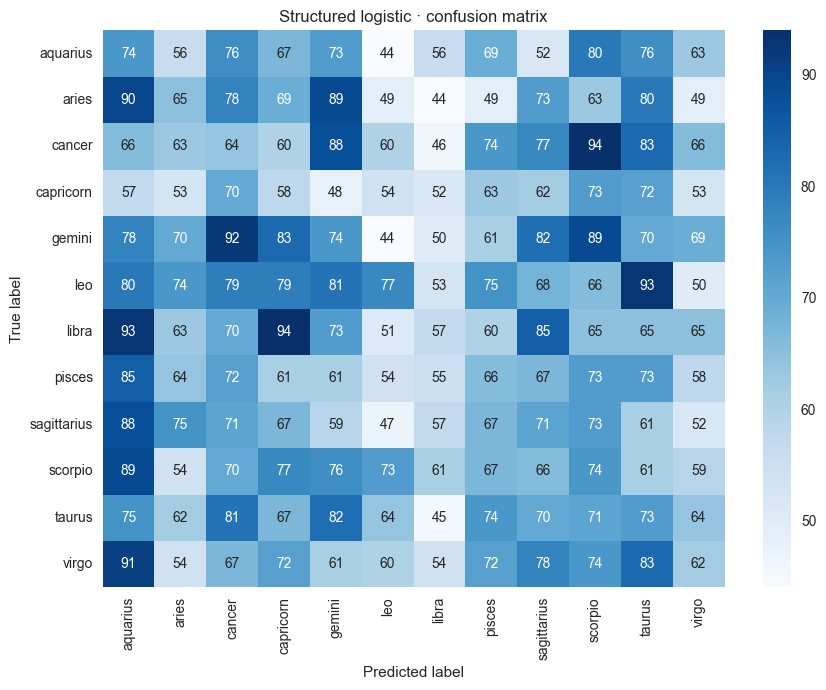 Structured logistic · confusion matrix
aquarius 74 56 76 67 73 44 56 69 52 80 76 63
aries 90 65 78 69 89 49 44 49 73 63 80 49
cancer 66 63 64 60 88 60 46 74 77 94 83 66
capricorn 57 53 70 58 48 54 52 63 62 73 72 53
gemini 78 70 92 83 74 44 50 61 82 89 70 69
leo 80 74 79 79 81 77 53 75 68 66 93 50
libra 93 63 70 94 73 51 57 60 85 65 65 65
pisces 85 64 72 61 61 54 55 66 67 73 73 58
sagittarius 88 75 71 67 59 47 57 67 71 73 61 52
scorpio 89 54 70 77 76 73 61 67 66 74 61 59
taurus 75 62 81 67 82 64 45 74 70 71 73 64
virgo 91 54 67 72 61 60 54 72 78 74 83 62
aquarius aries cancer capricorn gemini leo libra pisces sagittarius scorpio taurus virgo
Predicted label
True label
90
80
70
60
50